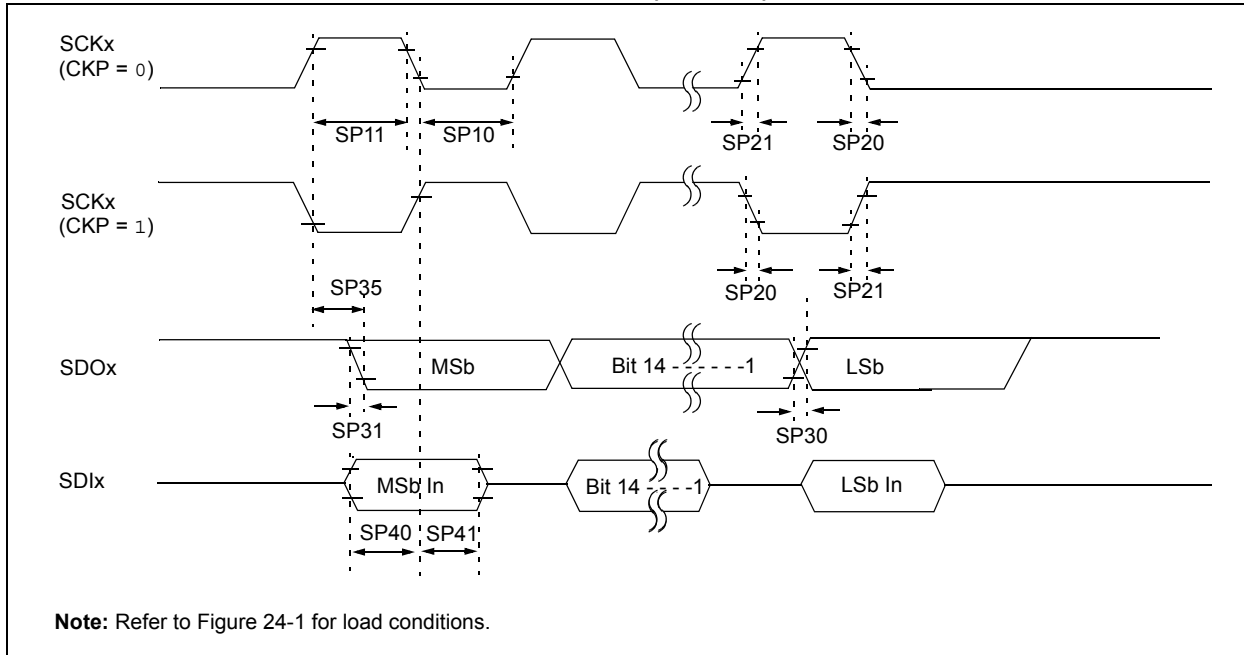 SCKx
(CKP = 0)
SP11
SP10
SP21
SP20
SCKx
(CKP = 1)
SP35
SP20
SP21
SDOx
MSb
Bit 14 - - - - - -1
LSb
SP31
SP30
SDIx
MSb In
Bit 14 - - - -1
LSb In
SP40
SP41
Note: Refer to Figure 24-1 for load conditions.